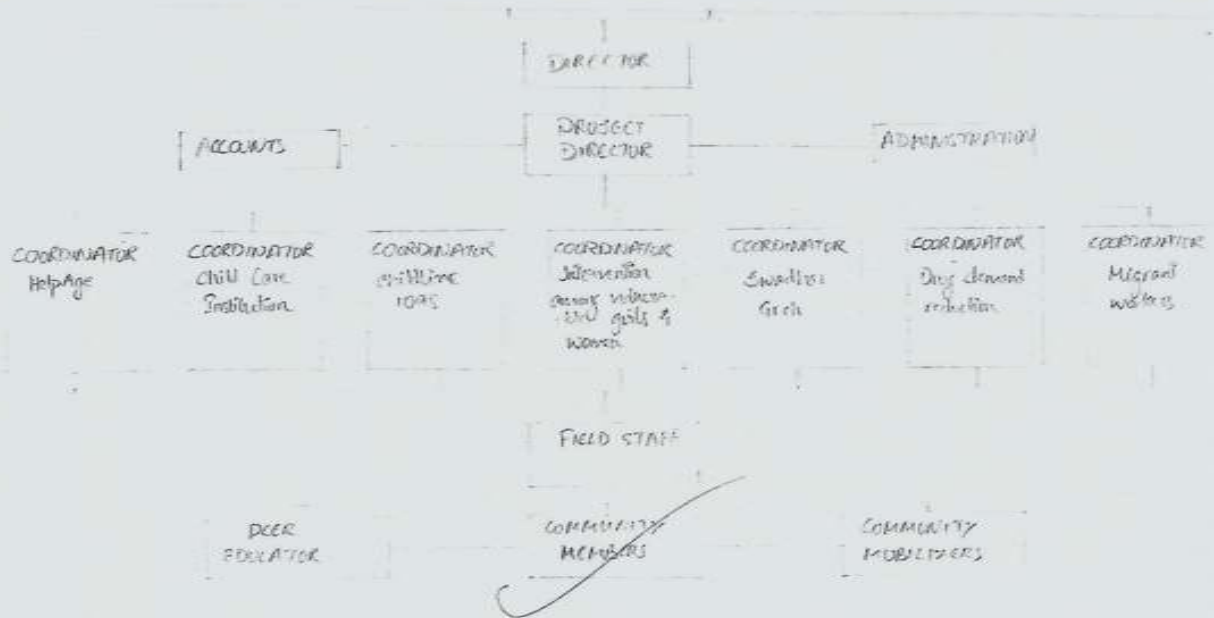 DIRECTOR
ACCOUNTS
PROJECT
DIRECTOR
ADMINISTRATION
COORDINATOR
HelpAge
COORDINATOR
Child Care
Institution
COORDINATOR
Childline
1098
COORDINATOR
Intervention
among vulnera-
girls &
women
COORDINATOR
Swadhar
Greh
COORDINATOR
Drug demand
reduction
COORDINATOR
Migrant
workers
FIELD STAFF
PEER
EDUCATOR
COMMUNITY
MEMBERS
COMMUNITY
MOBILIZERS